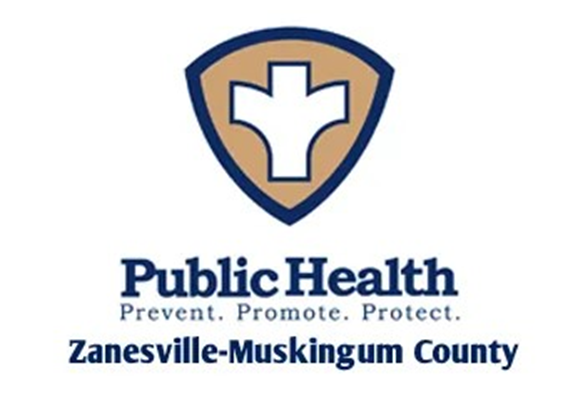 Public Health
Prevent. Promote. Protect.
Zanesville-Muskingum County